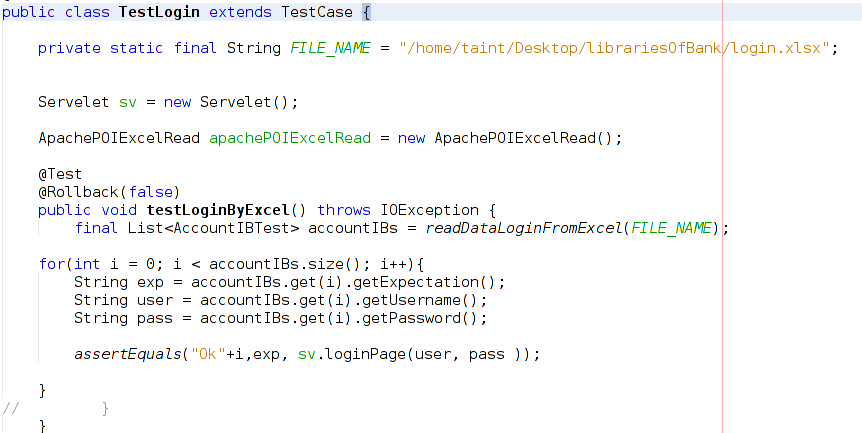 public class TestLogin extends TestCase {
private static final String FILE_NAME = "/home/taint/Desktop/librariesOfBank/login.xlsx";
Servelet sv = new Servelet();
ApachePOIExcelRead apachePOIExcelRead = new ApachePOIExcelRead();
@Test
@Rollback(false)
public void testLoginByExcel() throws IOException {
final List<AccountIBTest> accountIBs = readDataLoginFromExcel(FILE_NAME);
for(int i = 0; i < accountIBs.size(); i++){
String exp = accountIBs.get(i).getExpectation();
String user = accountIBs.get(i).getUsername();
String pass = accountIBs.get(i).getPassword();
assertEquals("Ok"+i,exp, sv.loginPage(user, pass ));
}
// }
}